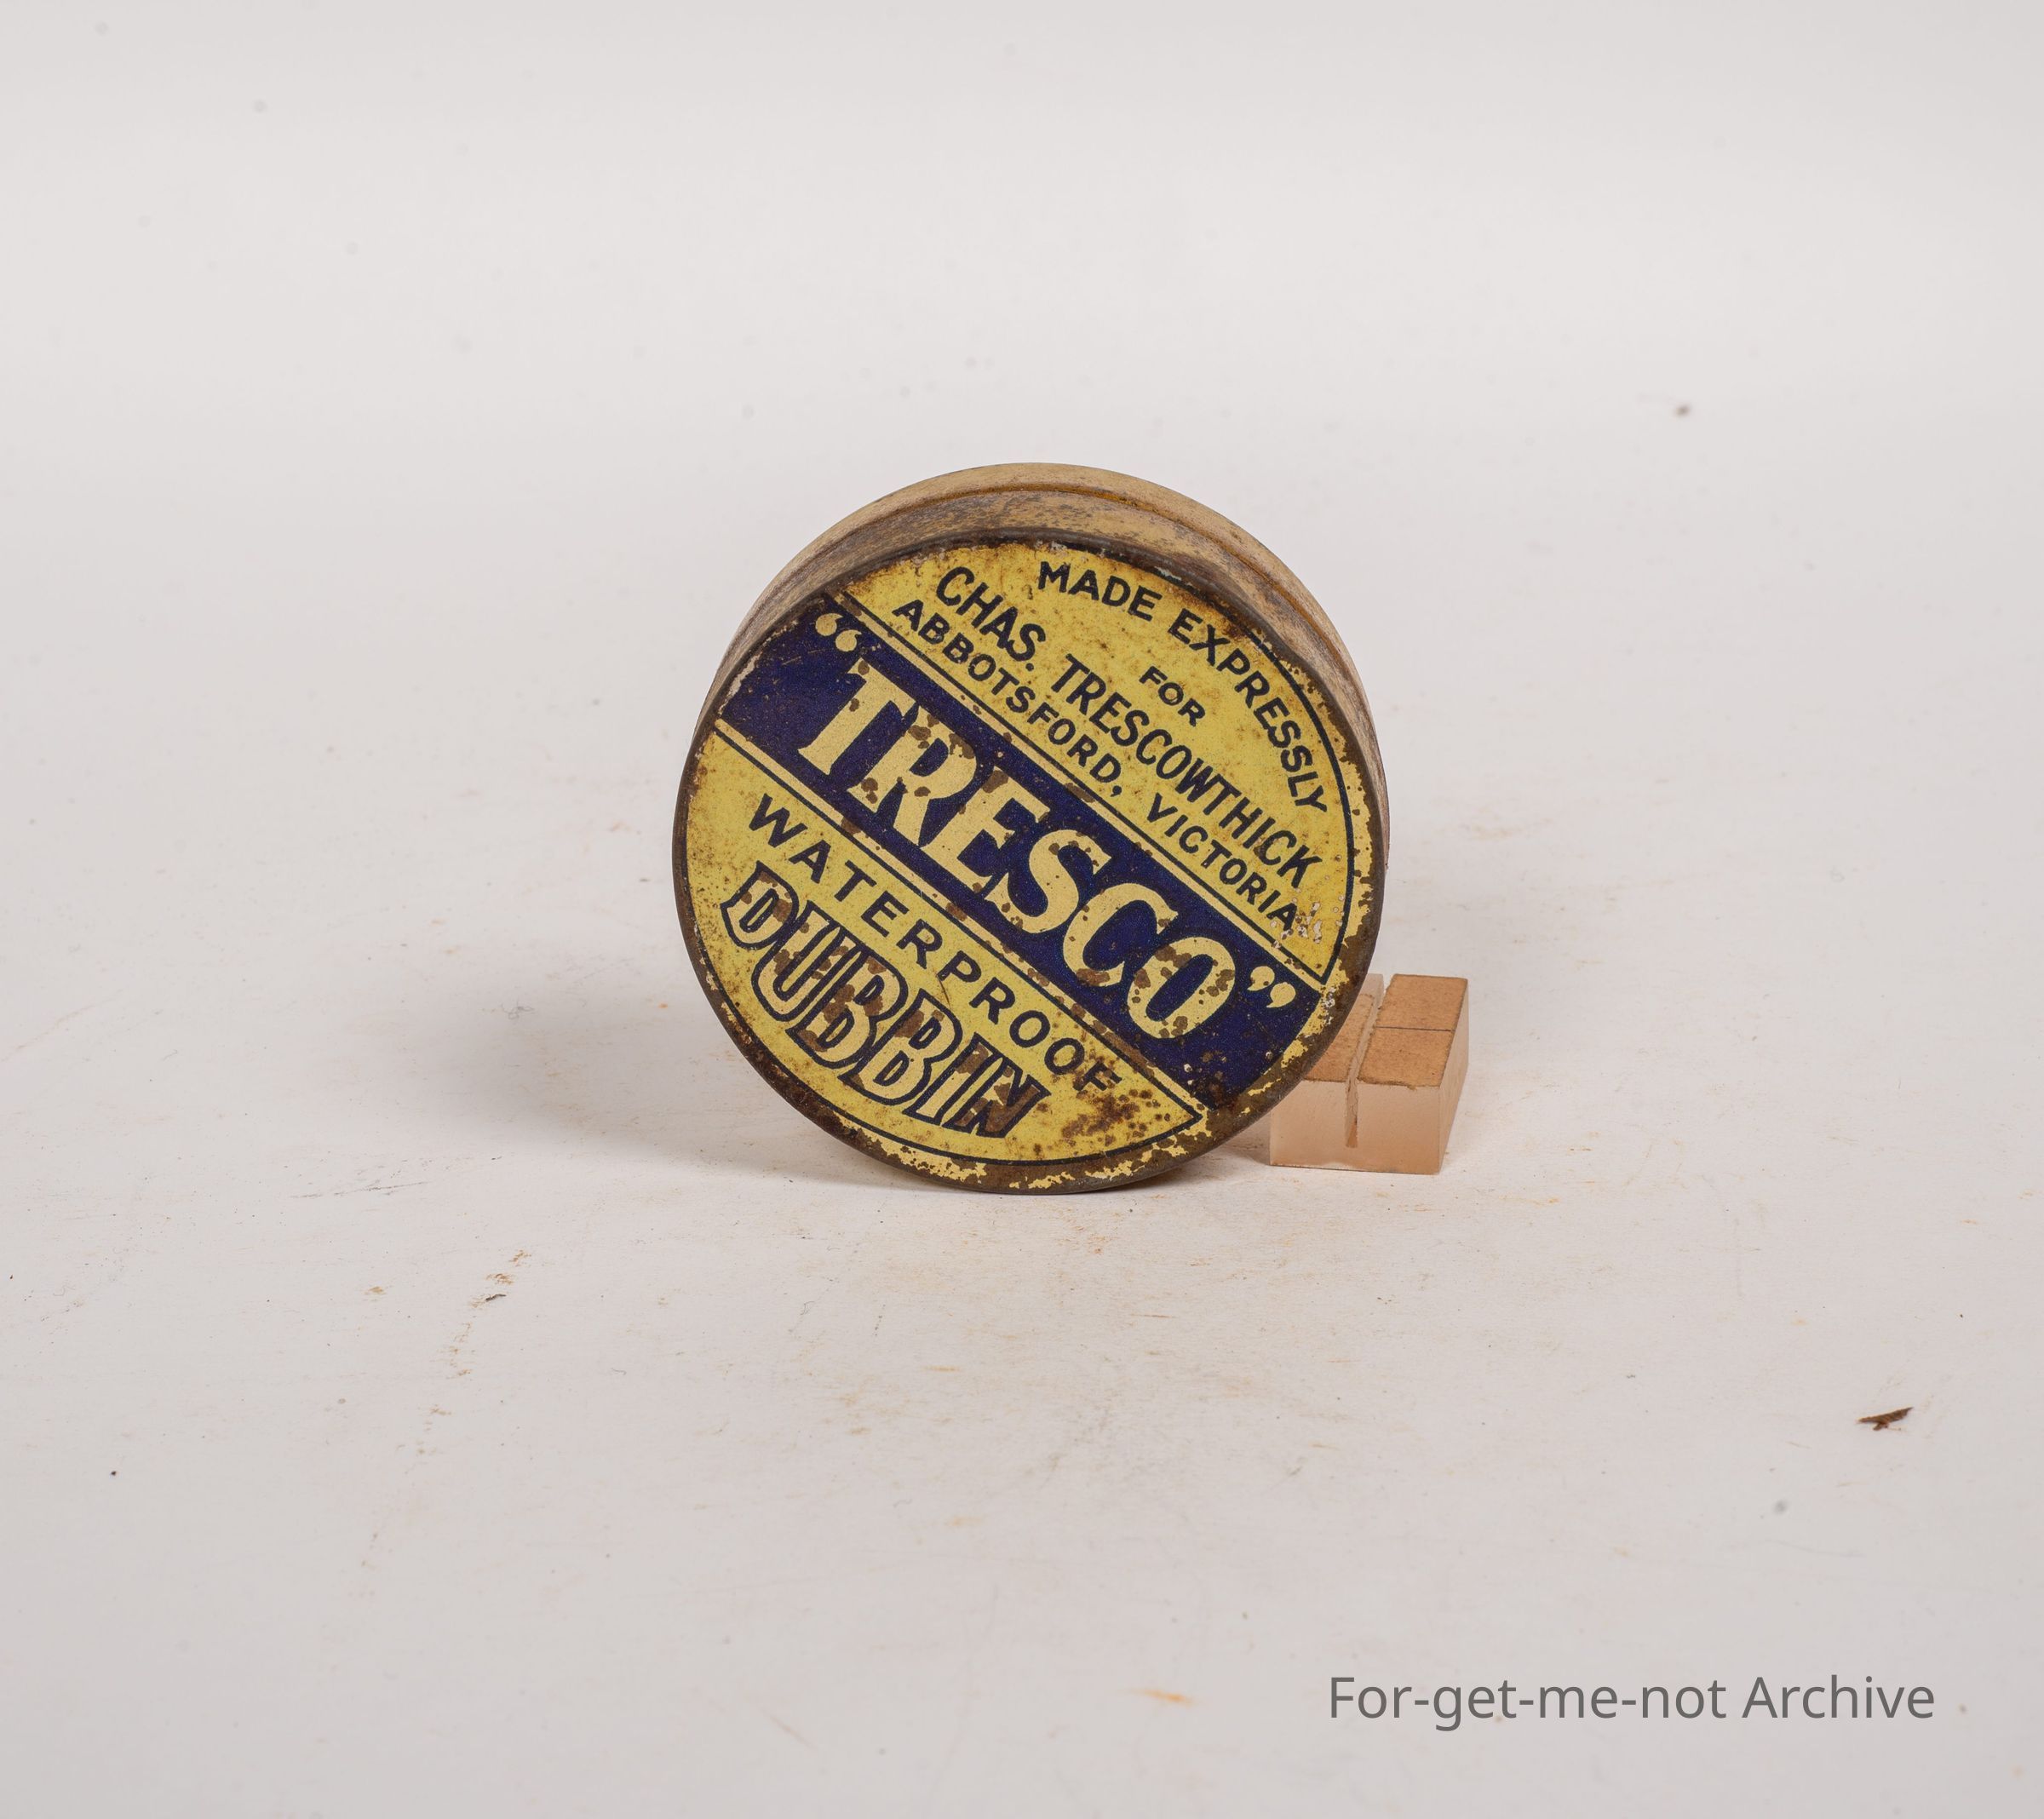 MADE EXPRESSLY
FOR
CHAS. TRESCOWTHICK
ABBOTSFORD, VICTORIA
“TRESCO”
WATERPROOF
DUBBIN
For-get-me-not Archive